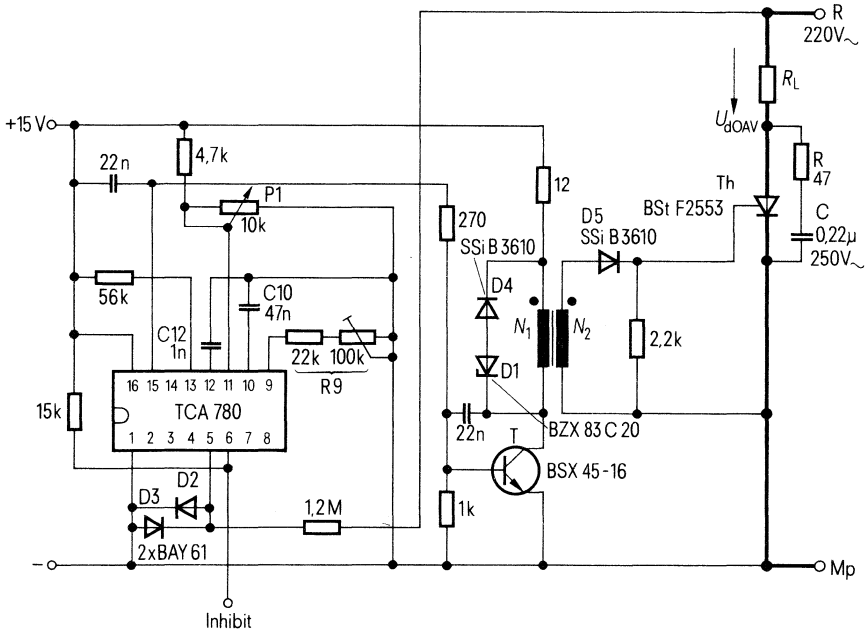 R
220V~
R_L
U_dOAV
+15 V
4,7k
22n
P1
10k
12
R
47
Th
BSt F2553
C
0,22µ
250V~
D5
SSi B 3610
270
SSi B 3610
56k
C10
47n
D4
C12
1n
N₁
N₂
2,2k
22k
100k
R9
D1
16 15 14 13 12 11 10 9
TCA 780
15k
1 2 3 4 5 6 7 8
22n
BZX 83 C 20
T
BSX 45-16
D2
D3
1,2M
1k
2xBAY 61
–
Mp
Inhibit